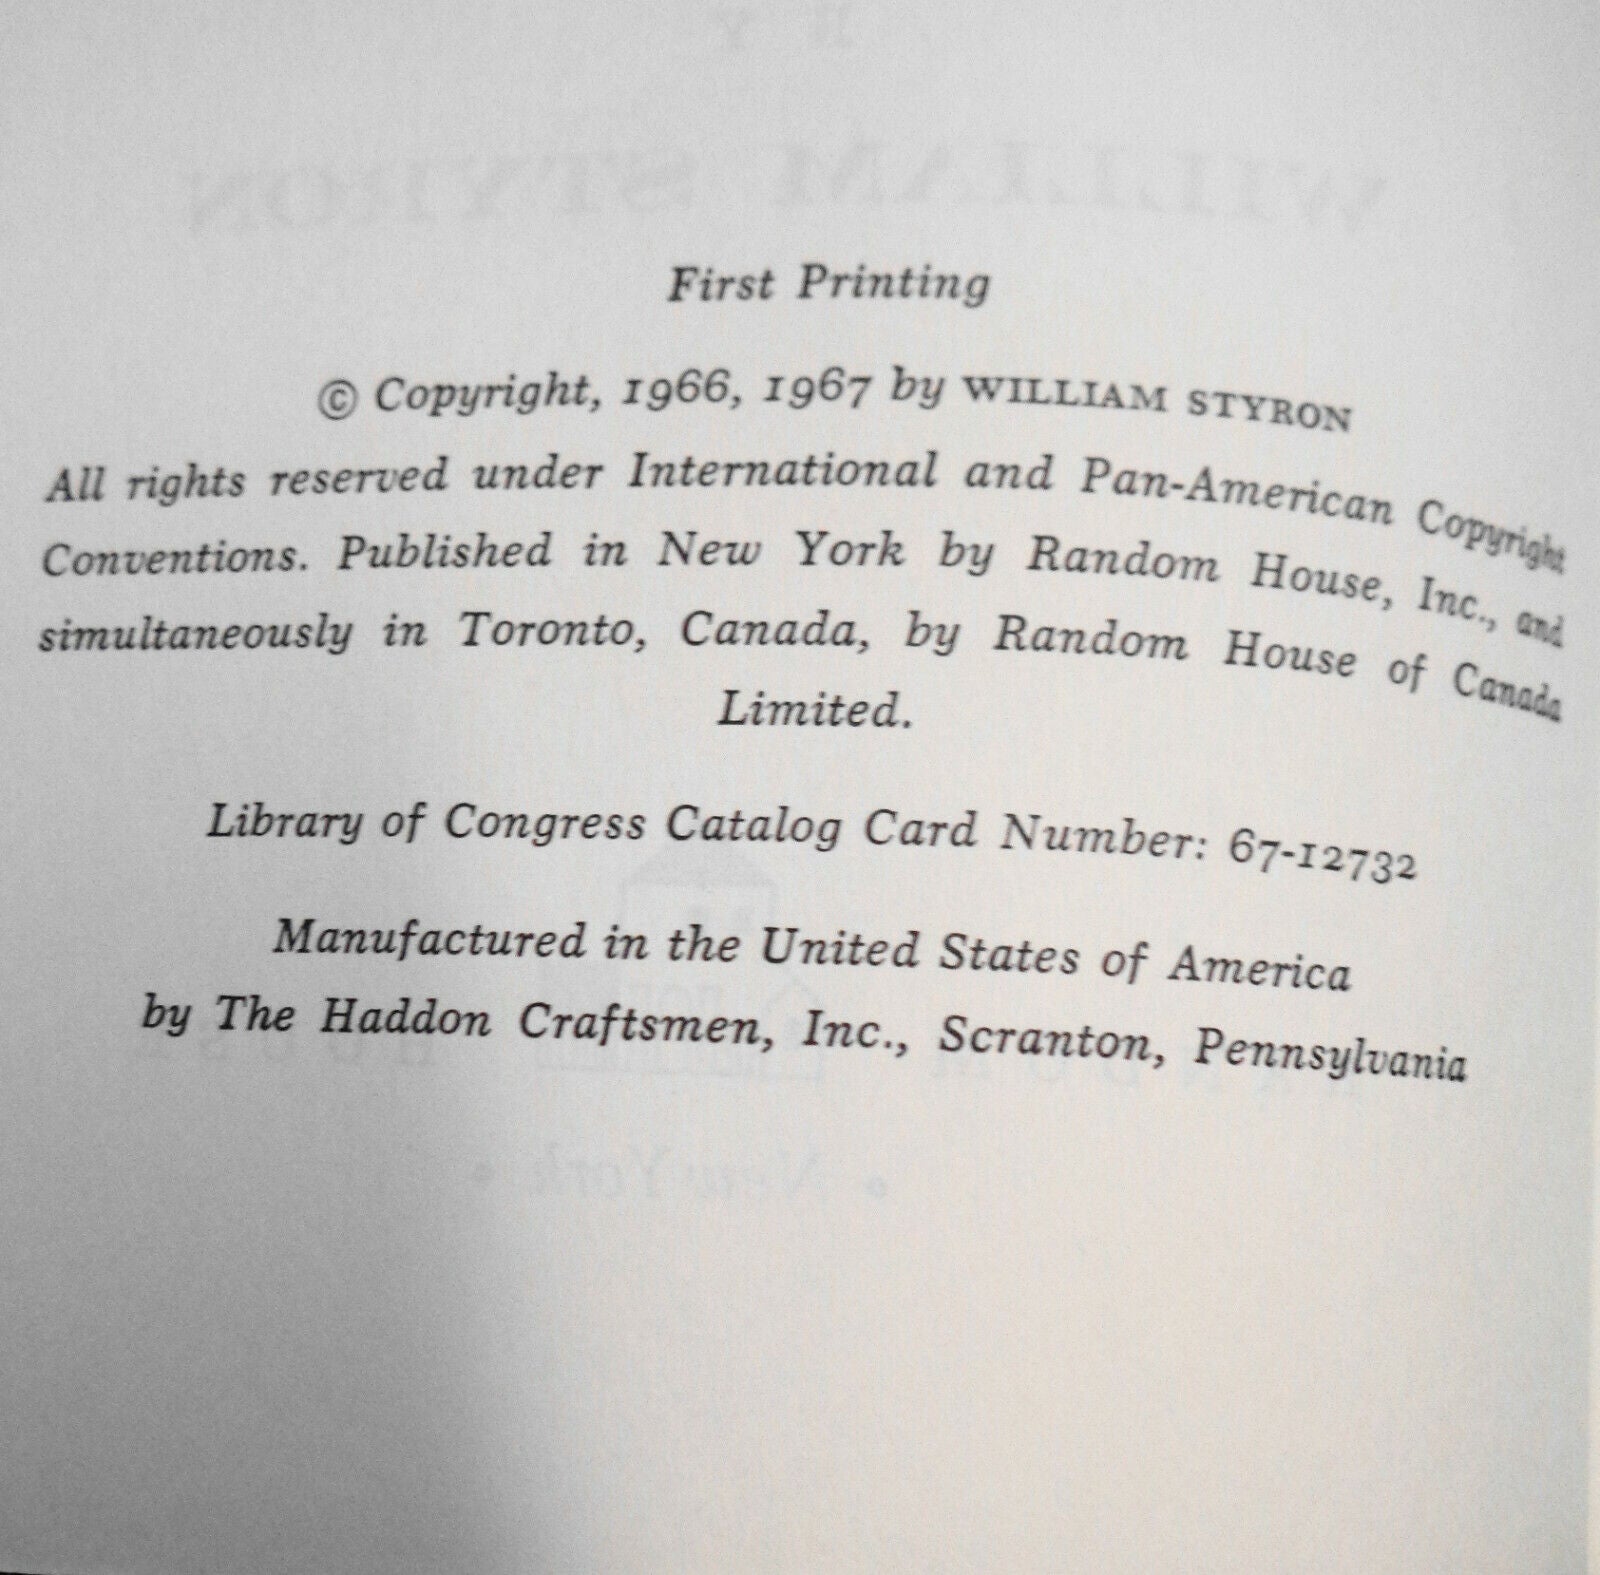 First Printing
© Copyright, 1966, 1967 by WILLIAM STYRON
All rights reserved under International and Pan-American Copyright
Conventions. Published in New York by Random House, Inc., and
simultaneously in Toronto, Canada, by Random House of Canada
Limited.
Library of Congress Catalog Card Number: 67-12732
Manufactured in the United States of America
by The Haddon Craftsmen, Inc., Scranton, Pennsylvania